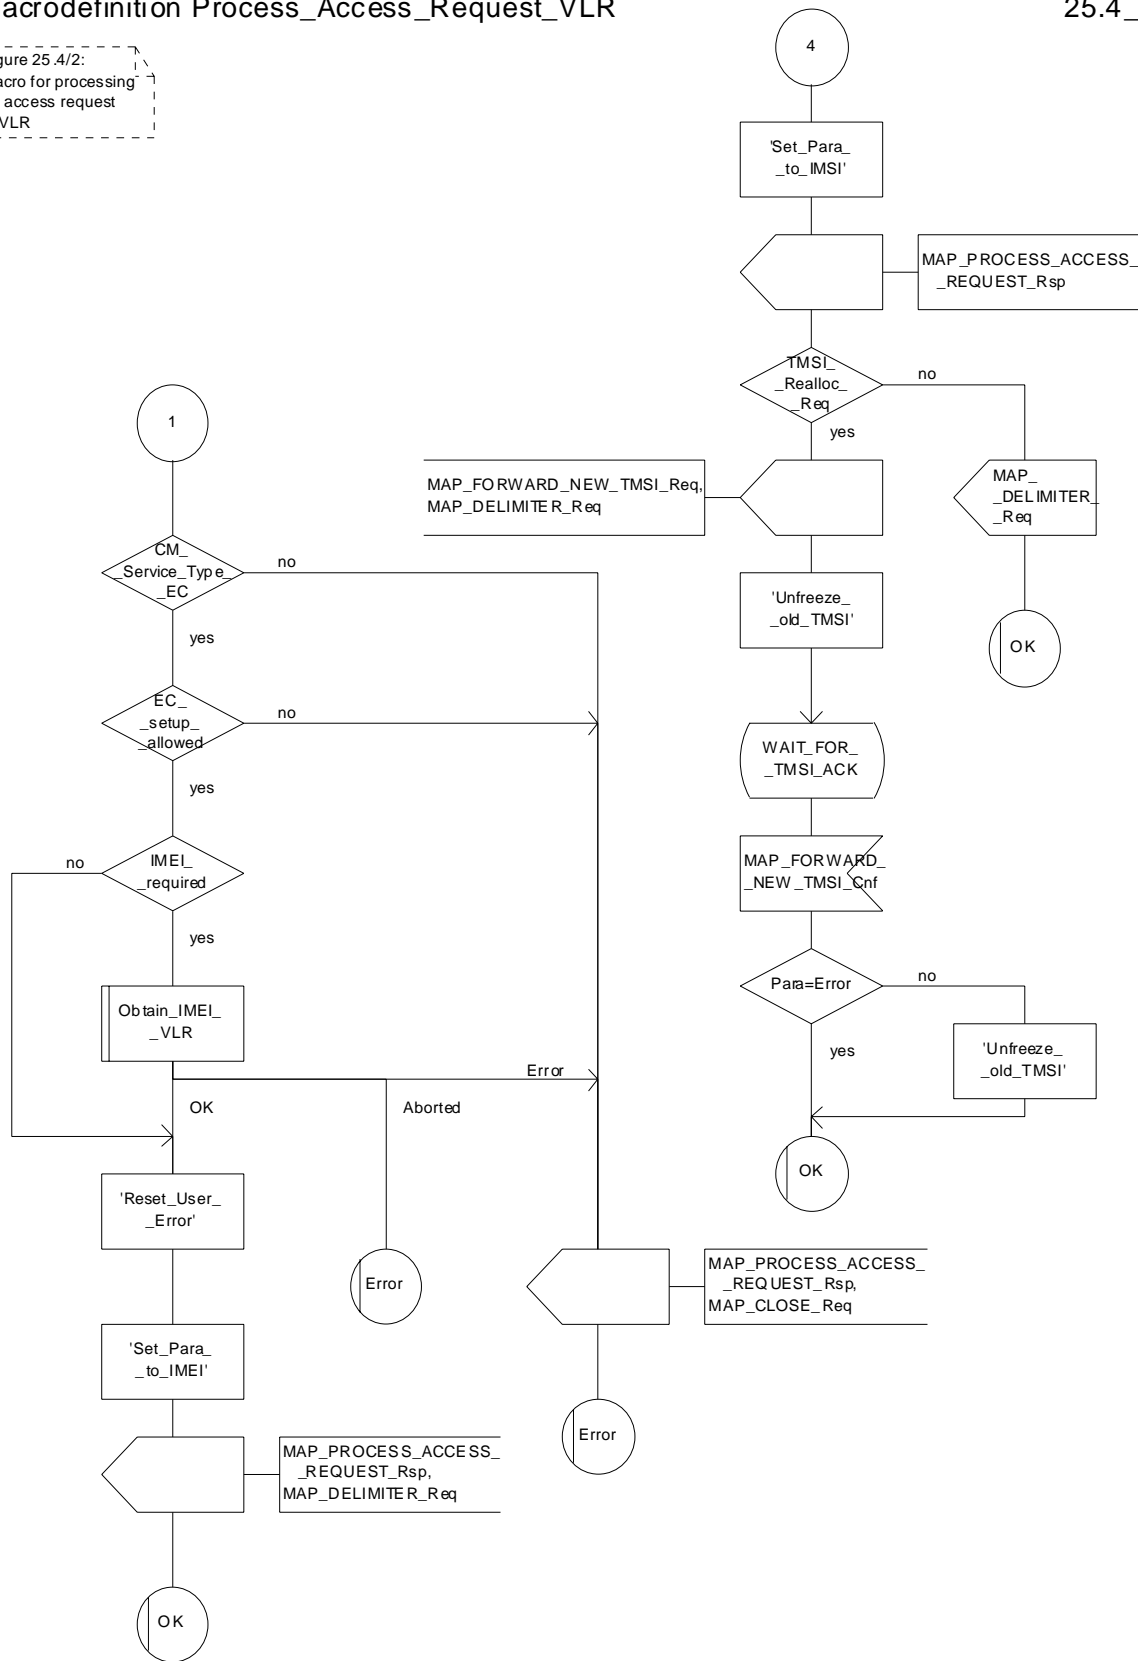 acrodefinition Process_Access_Request_VLR
25.4_
gure 25.4/2:
acro for processing
access request
VLR
4
'Set_Para_
_to_IMSI'
MAP_PROCESS_ACCESS_
_REQUEST_Rsp
TMSI_
_Realloc_
_Req
no
yes
MAP_FORWARD_NEW_TMSI_Req,
MAP_DELIMITER_Req
MAP_
_DELIMITER_
_Req
'Unfreeze_
_old_TMSI'
OK
WAIT_FOR_
_TMSI_ACK
MAP_FORWARD_
_NEW_TMSI_Cnf
Para=Error
no
yes
'Unfreeze_
_old_TMSI'
OK
1
CM_
_Service_Type_
_EC
no
yes
EC_
_setup_
_allowed
no
yes
IMEI_
_required
no
yes
Obtain_IMEI_
_VLR
Error
OK
Aborted
'Reset_User_
_Error'
Error
MAP_PROCESS_ACCESS_
_REQUEST_Rsp,
MAP_CLOSE_Req
'Set_Para_
_to_IMEI'
Error
MAP_PROCESS_ACCESS_
_REQUEST_Rsp,
MAP_DELIMITER_Req
OK